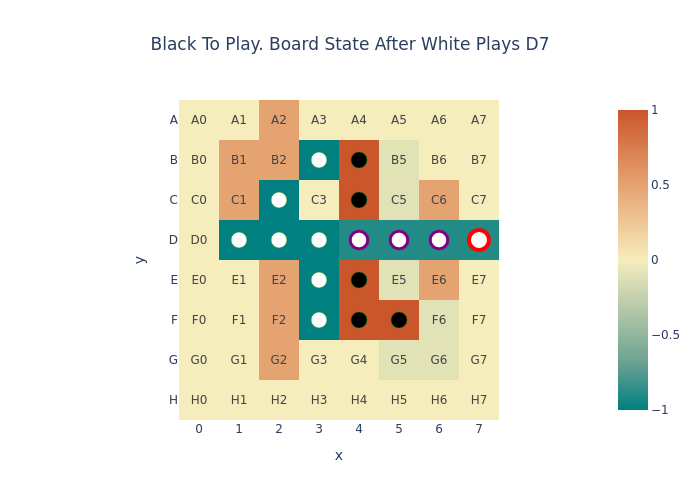 Black To Play. Board State After White Plays D7
A A0 A1 A2 A3 A4 A5 A6 A7
B B0 B1 B2 B5 B6 B7
C C0 C1 C3 C5 C6 C7
D D0
E E0 E1 E2 E5 E6 E7
F F0 F1 F2 F6 F7
G G0 G1 G2 G3 G4 G5 G6 G7
H H0 H1 H2 H3 H4 H5 H6 H7
0 1 2 3 4 5 6 7
x
y
1
0.5
0
−0.5
−1